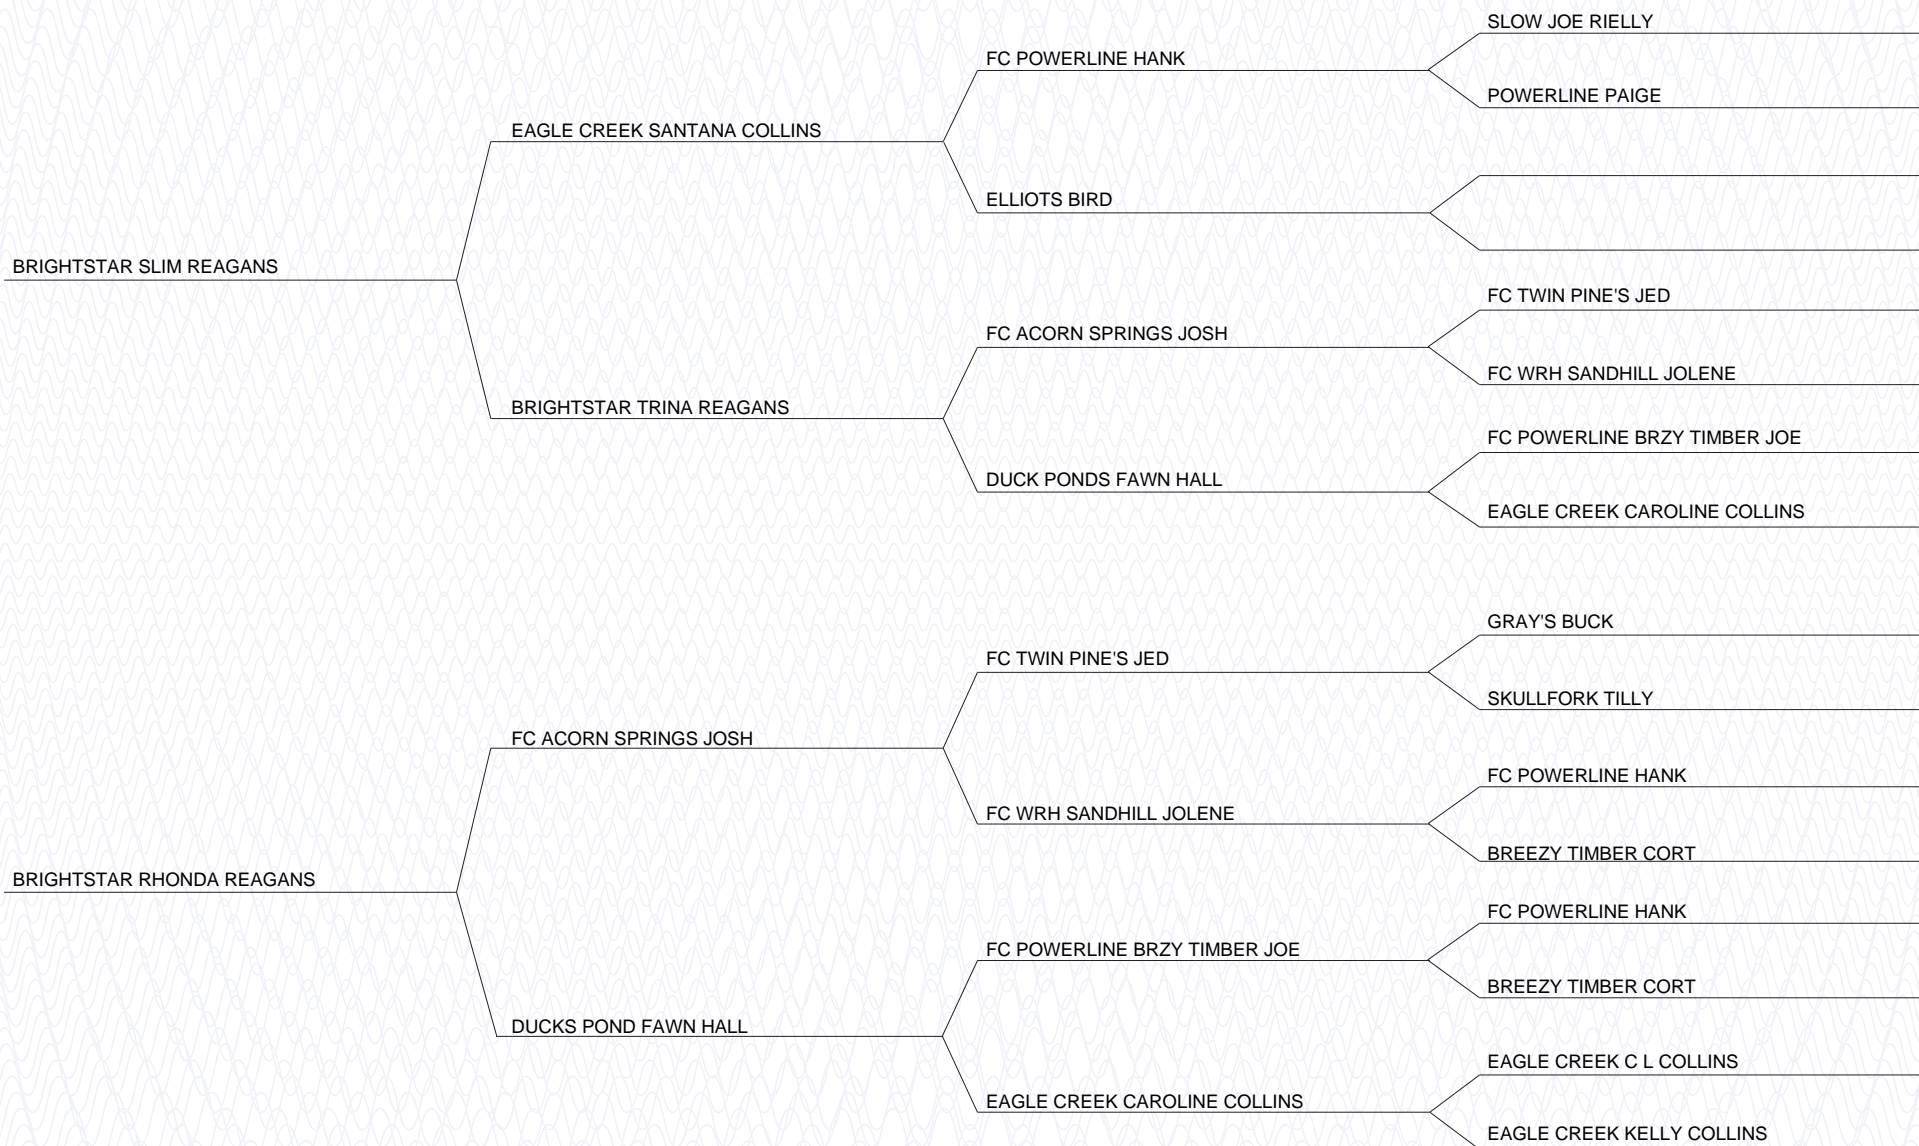 SLOW JOE RIELLY
FC POWERLINE HANK
POWERLINE PAIGE
EAGLE CREEK SANTANA COLLINS
ELLIOTS BIRD
BRIGHTSTAR SLIM REAGANS
FC TWIN PINE'S JED
FC ACORN SPRINGS JOSH
FC WRH SANDHILL JOLENE
BRIGHTSTAR TRINA REAGANS
FC POWERLINE BRZY TIMBER JOE
DUCK PONDS FAWN HALL
EAGLE CREEK CAROLINE COLLINS
GRAY'S BUCK
FC TWIN PINE'S JED
SKULLFORK TILLY
FC ACORN SPRINGS JOSH
FC POWERLINE HANK
FC WRH SANDHILL JOLENE
BREEZY TIMBER CORT
BRIGHTSTAR RHONDA REAGANS
FC POWERLINE HANK
FC POWERLINE BRZY TIMBER JOE
BREEZY TIMBER CORT
DUCKS POND FAWN HALL
EAGLE CREEK C L COLLINS
EAGLE CREEK CAROLINE COLLINS
EAGLE CREEK KELLY COLLINS